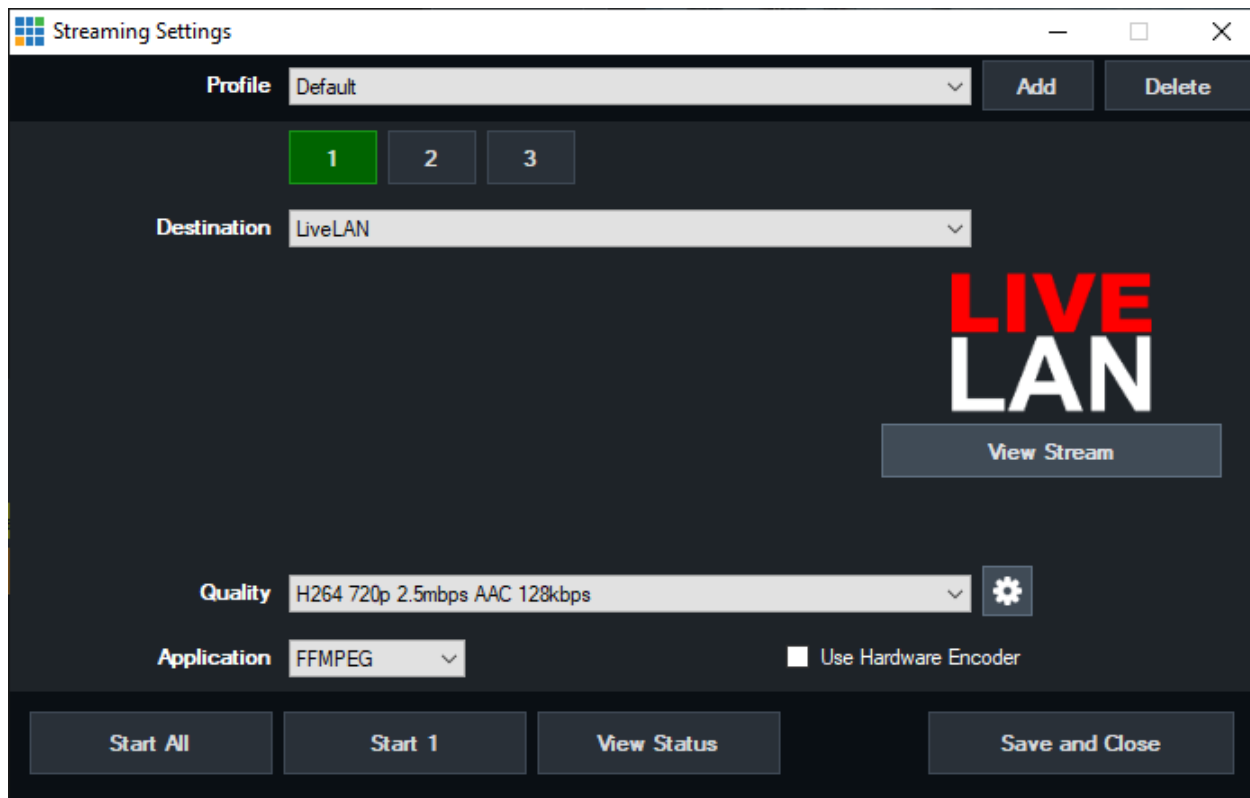 Streaming Settings
Profile Default Add Delete
1 2 3
Destination LiveLAN
LIVE
LAN
View Stream
Quality H264 720p 2.5mbps AAC 128kbps
Application FFMPEG Use Hardware Encoder
Start All Start 1 View Status Save and Close